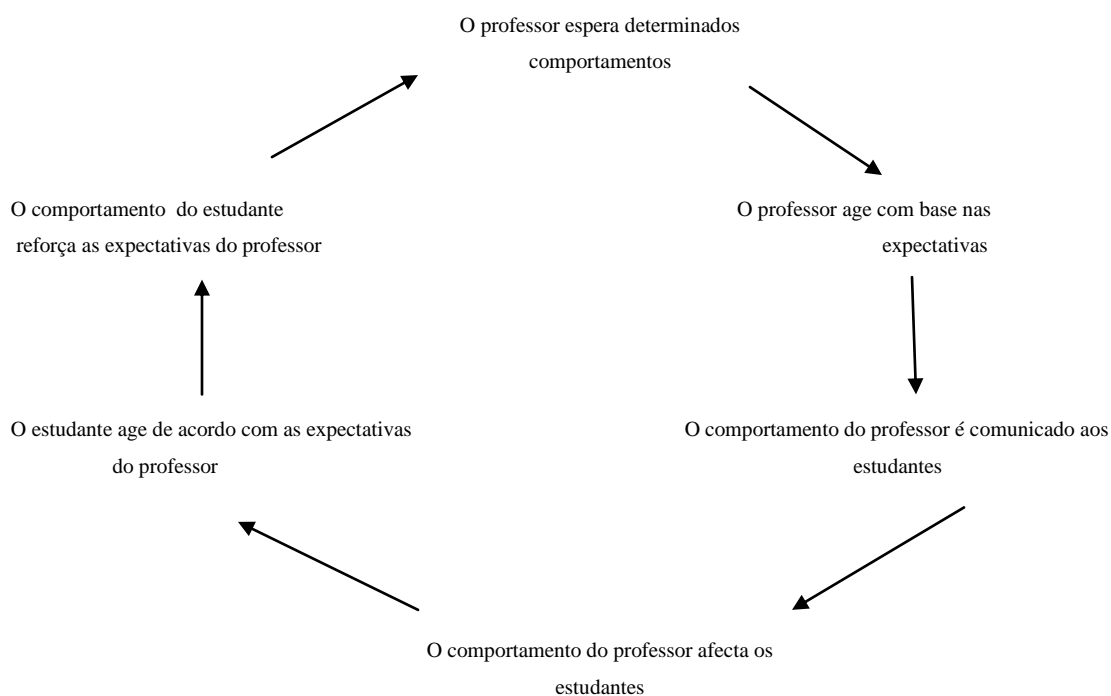 O professor espera determinados
comportamentos
O professor age com base nas
expectativas
O comportamento do professor é comunicado aos
estudantes
O comportamento do professor afecta os
estudantes
O estudante age de acordo com as expectativas
do professor
O comportamento  do estudante
reforça as expectativas do professor